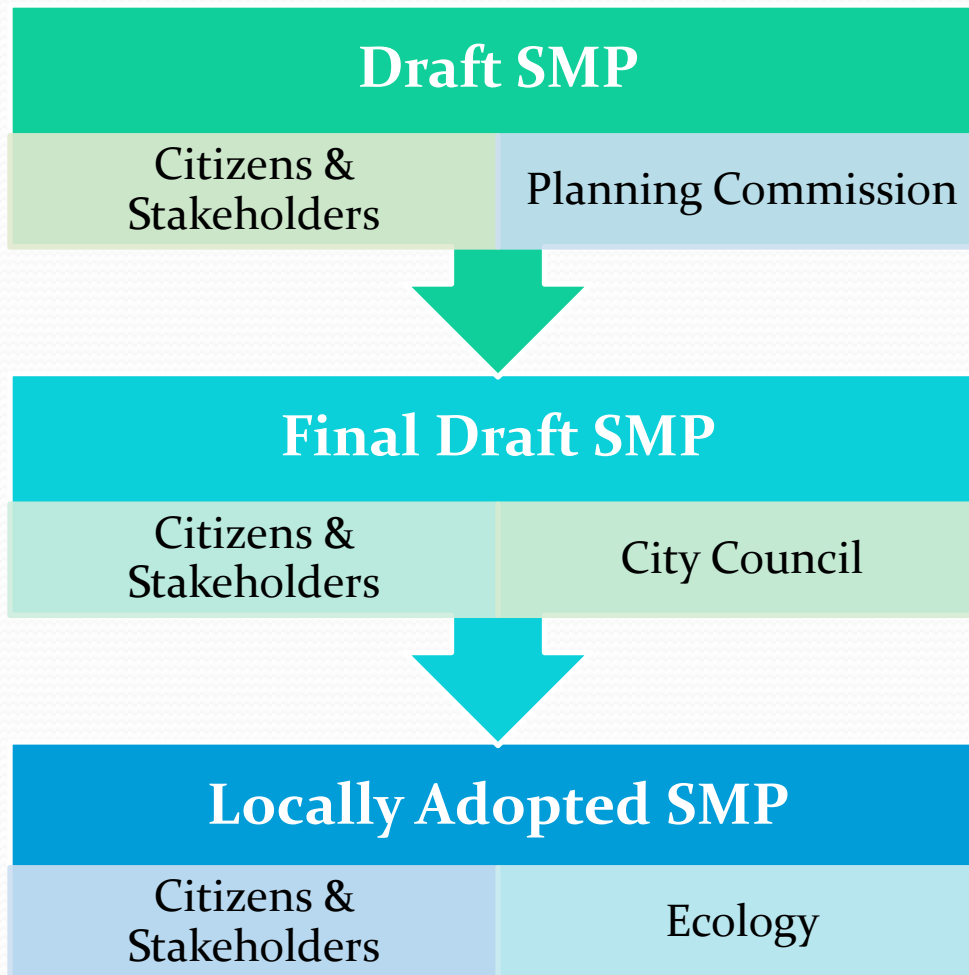 Draft SMP
Citizens &
Stakeholders
Planning Commission
Final Draft SMP
Citizens &
Stakeholders
City Council
Locally Adopted SMP
Citizens &
Stakeholders
Ecology